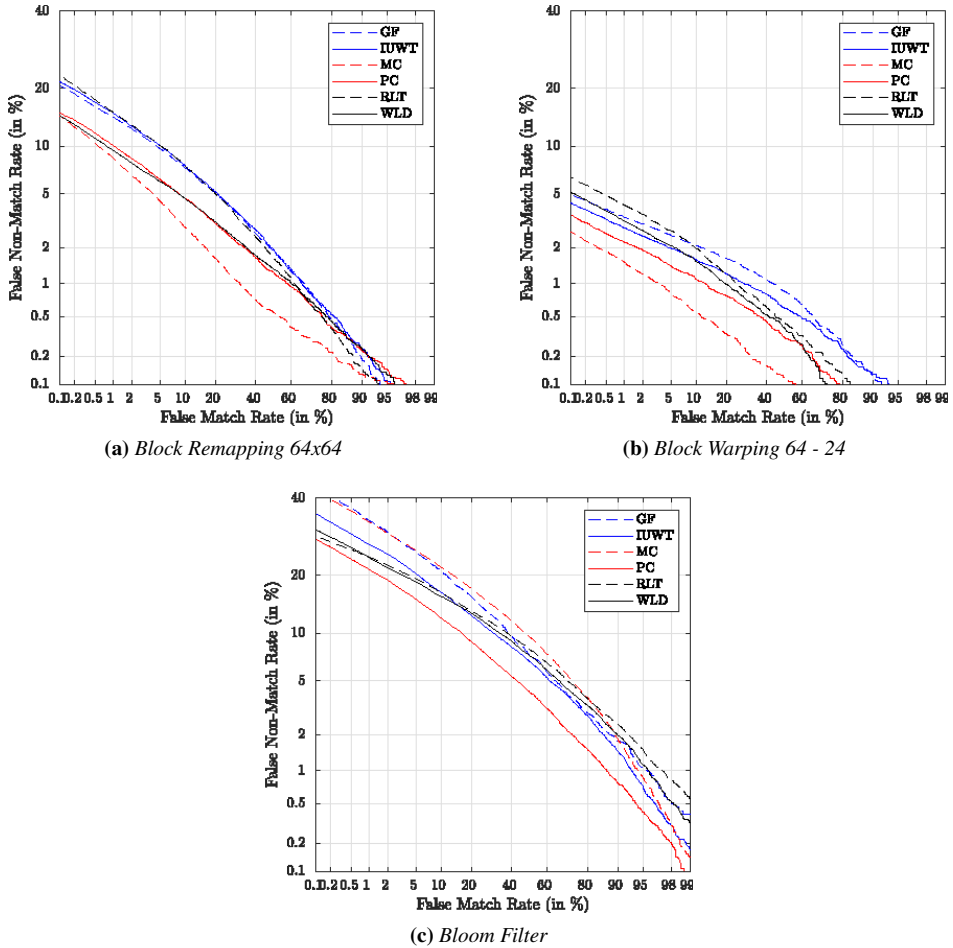 40
20
10
5
2
1
0.5
0.2
0.1
False Non-Match Rate (in %)
GF
IUWT
MC
PC
RLT
WLD
0.1 0.2 0.5 1 2 5 10 20 40 60 80 90 95 98 99
False Match Rate (in %)
(a) Block Remapping 64x64
40
20
10
5
2
1
0.5
0.2
0.1
False Non-Match Rate (in %)
GF
IUWT
MC
PC
RLT
WLD
0.1 0.2 0.5 1 2 5 10 20 40 60 80 90 95 98 99
False Match Rate (in %)
(b) Block Warping 64 - 24
40
20
10
5
2
1
0.5
0.2
0.1
False Non-Match Rate (in %)
GF
IUWT
MC
PC
RLT
WLD
0.1 0.2 0.5 1 2 5 10 20 40 60 80 90 95 98 99
False Match Rate (in %)
(c) Bloom Filter